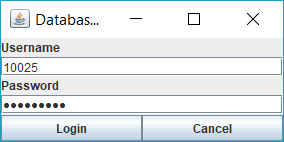 Databas...
Username
10025
Password
●●●●●●●●●
Login Cancel